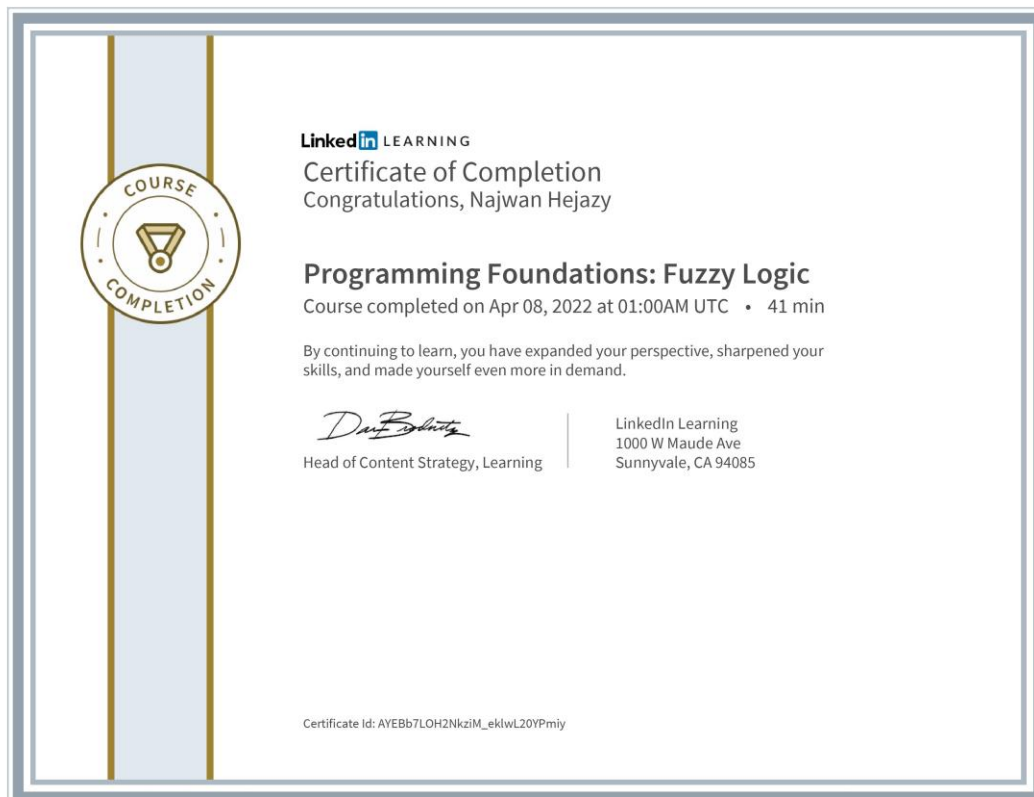 COURSE
COMPLETION
Linkedin LEARNING
Certificate of Completion
Congratulations, Najwan Hejazy
Programming Foundations: Fuzzy Logic
Course completed on Apr 08, 2022 at 01:00AM UTC • 41 min
By continuing to learn, you have expanded your perspective, sharpened your
skills, and made yourself even more in demand.
Head of Content Strategy, Learning
LinkedIn Learning
1000 W Maude Ave
Sunnyvale, CA 94085
Certificate Id: AYEBb7LOH2NkziM_eklwL20YPmiy